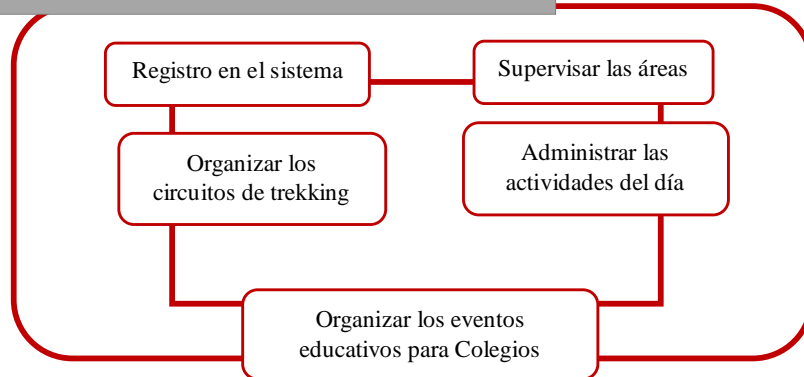 Registro en el sistema
Supervisar las áreas
Organizar los
circuitos de trekking
Administrar las
actividades del día
Organizar los eventos
educativos para Colegios